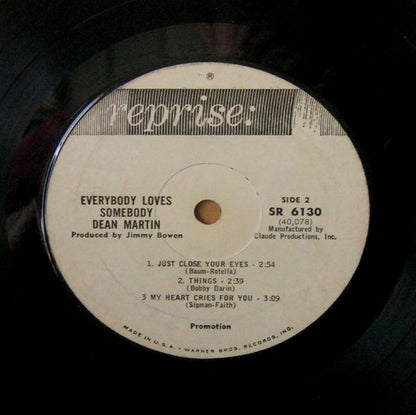 ®
reprise:
EVERYBODY LOVES
SOMEBODY
DEAN MARTIN
Produced by Jimmy Bowen
SIDE 2
SR 6130
(40,078)
Manufactured by
Claude Productions, Inc.
1. JUST CLOSE YOUR EYES - 2:54
(Baum-Rotella)
2. THINGS - 2:39
(Bobby Darin)
3 MY HEART CRIES FOR YOU - 3:09
(Sigman-Faith)
Promotion
MADE IN U.S.A. • WARNER BROS. RECORDS, INC.